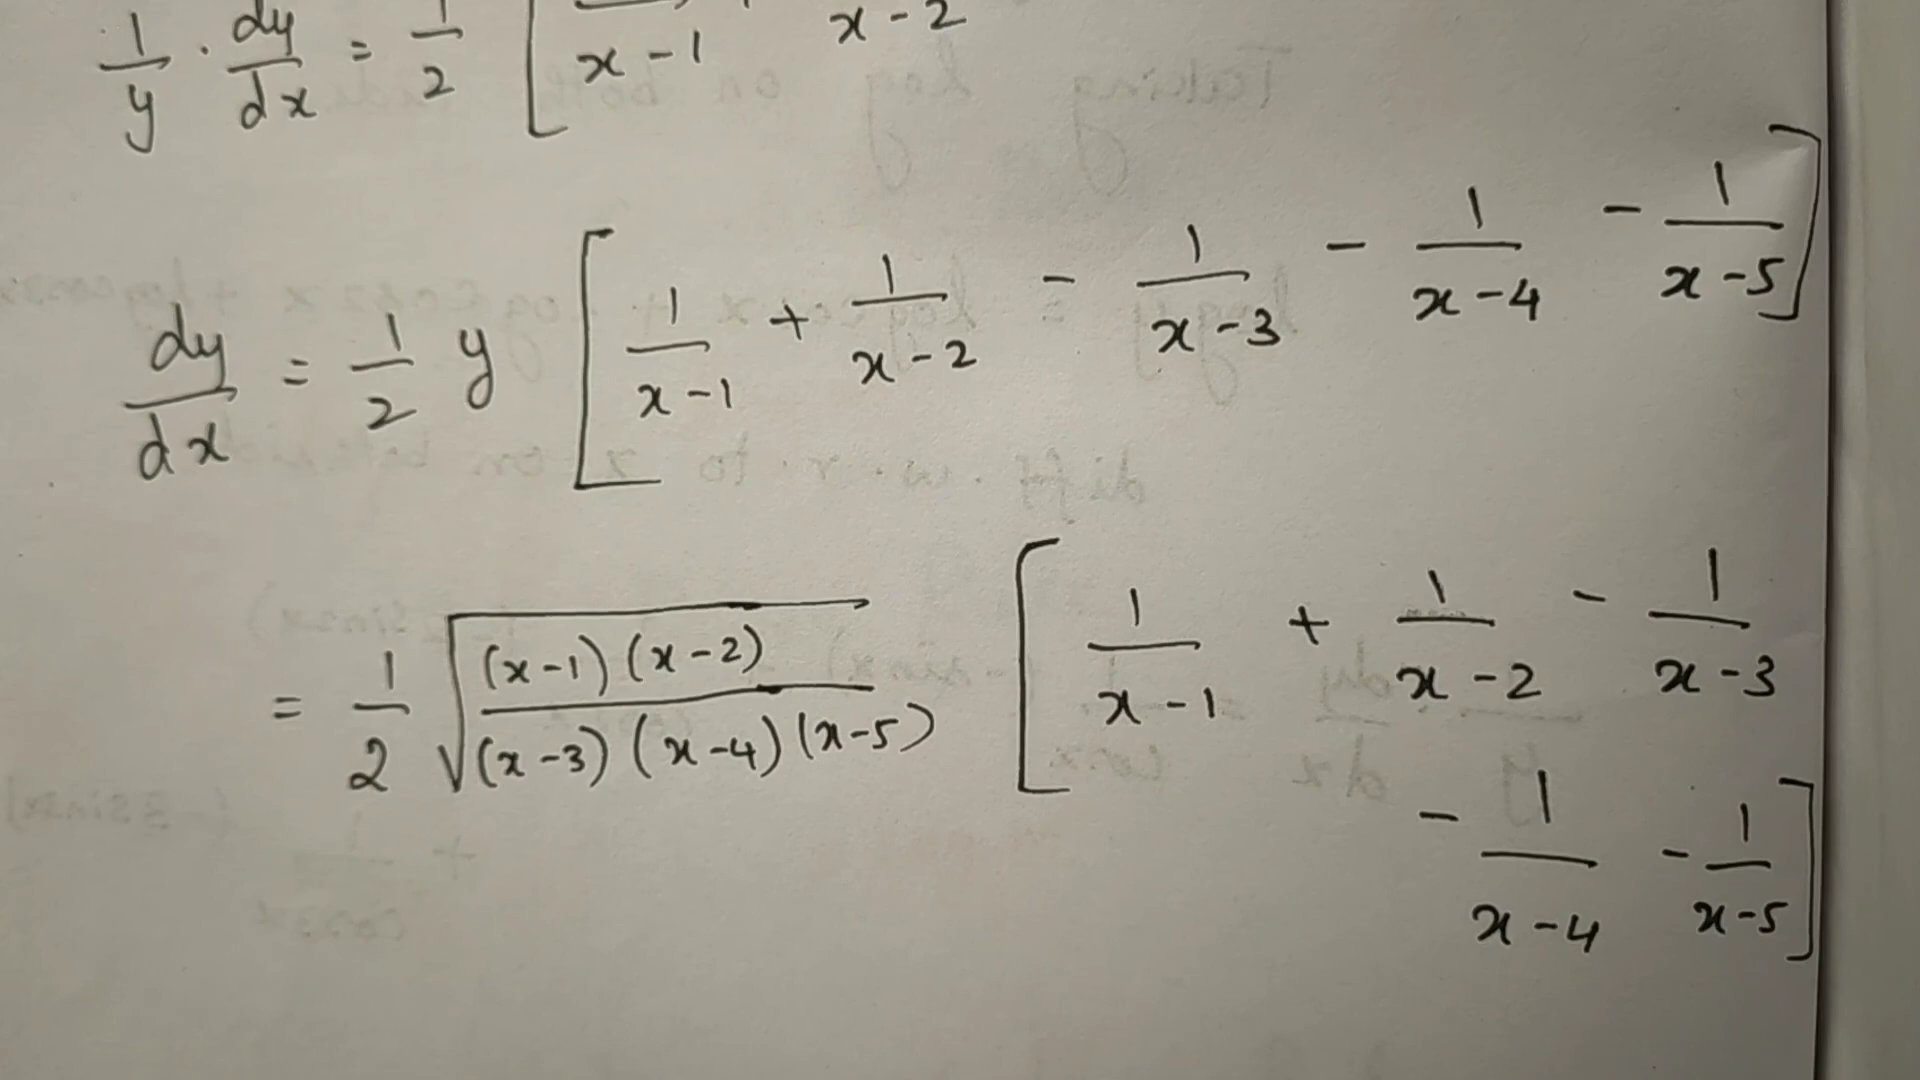 1/y · dy/dx = 1/2 [ x-1 x-2
dy/dx = 1/2 y [ 1/(x-1) + 1/(x-2) - 1/(x-3) - 1/(x-4) - 1/(x-5) ]
= 1/2 √((x-1)(x-2)/(x-3)(x-4)(x-5)) [ 1/(x-1) + 1/(x-2) - 1/(x-3)
- 1/(x-4) - 1/(x-5) ]